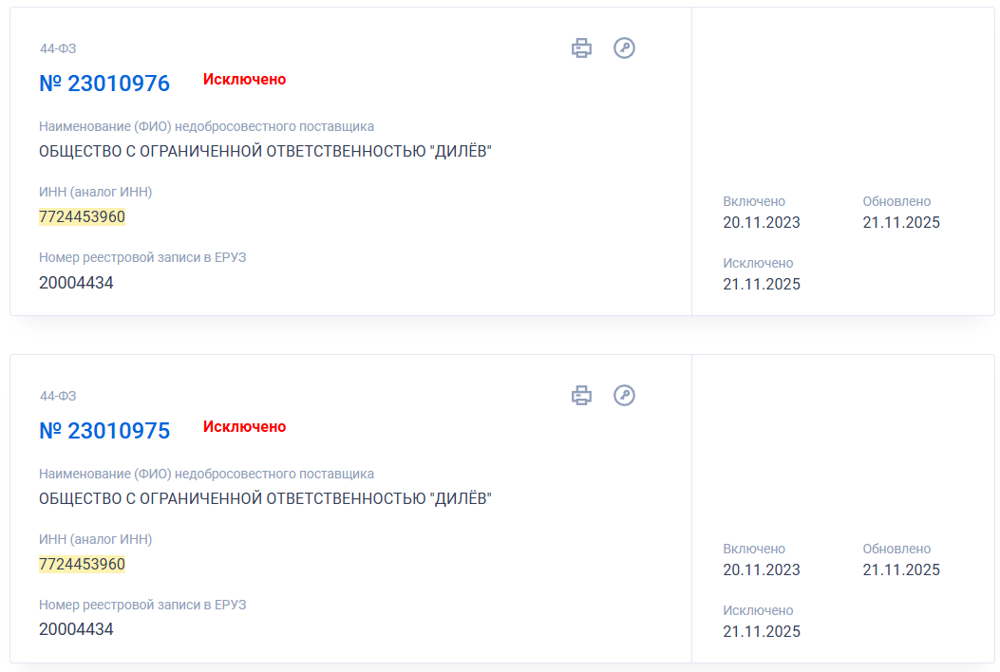 44-ФЗ
№ 23010976 Исключено
Наименование (ФИО) недобросовестного поставщика
ОБЩЕСТВО С ОГРАНИЧЕННОЙ ОТВЕТСТВЕННОСТЬЮ "ДИЛЁВ"
ИНН (аналог ИНН)
7724453960
Номер реестровой записи в ЕРУЗ
20004434
Включено Обновлено
20.11.2023 21.11.2025
Исключено
21.11.2025
44-ФЗ
№ 23010975 Исключено
Наименование (ФИО) недобросовестного поставщика
ОБЩЕСТВО С ОГРАНИЧЕННОЙ ОТВЕТСТВЕННОСТЬЮ "ДИЛЁВ"
ИНН (аналог ИНН)
7724453960
Номер реестровой записи в ЕРУЗ
20004434
Включено Обновлено
20.11.2023 21.11.2025
Исключено
21.11.2025